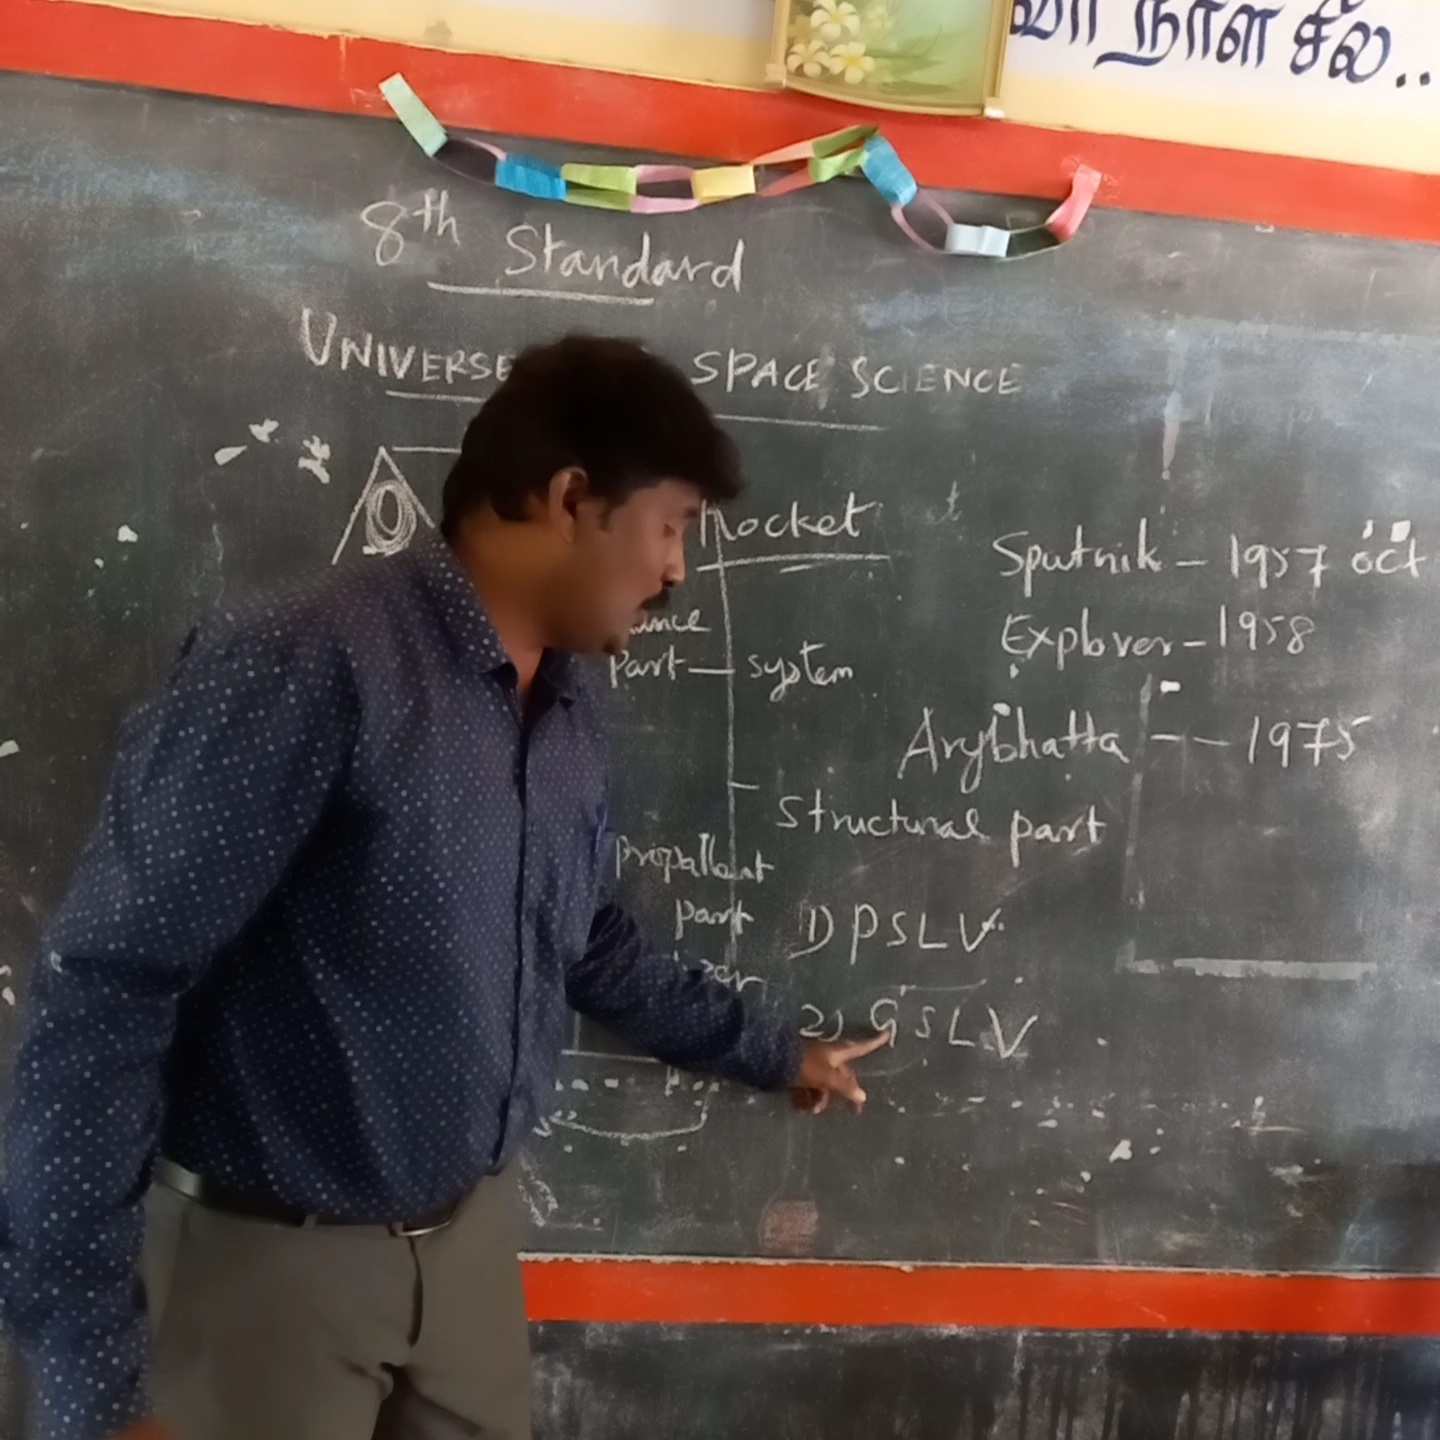 வா நாள் சில..
8th Standard
UNIVERSE SPACE SCIENCE
Rocket
Sputnik - 1957 oct
Explorer - 1958
Part - system
Arybhatta - - 1975
Structural part
propallent
part
1) PSLV
2) GSLV